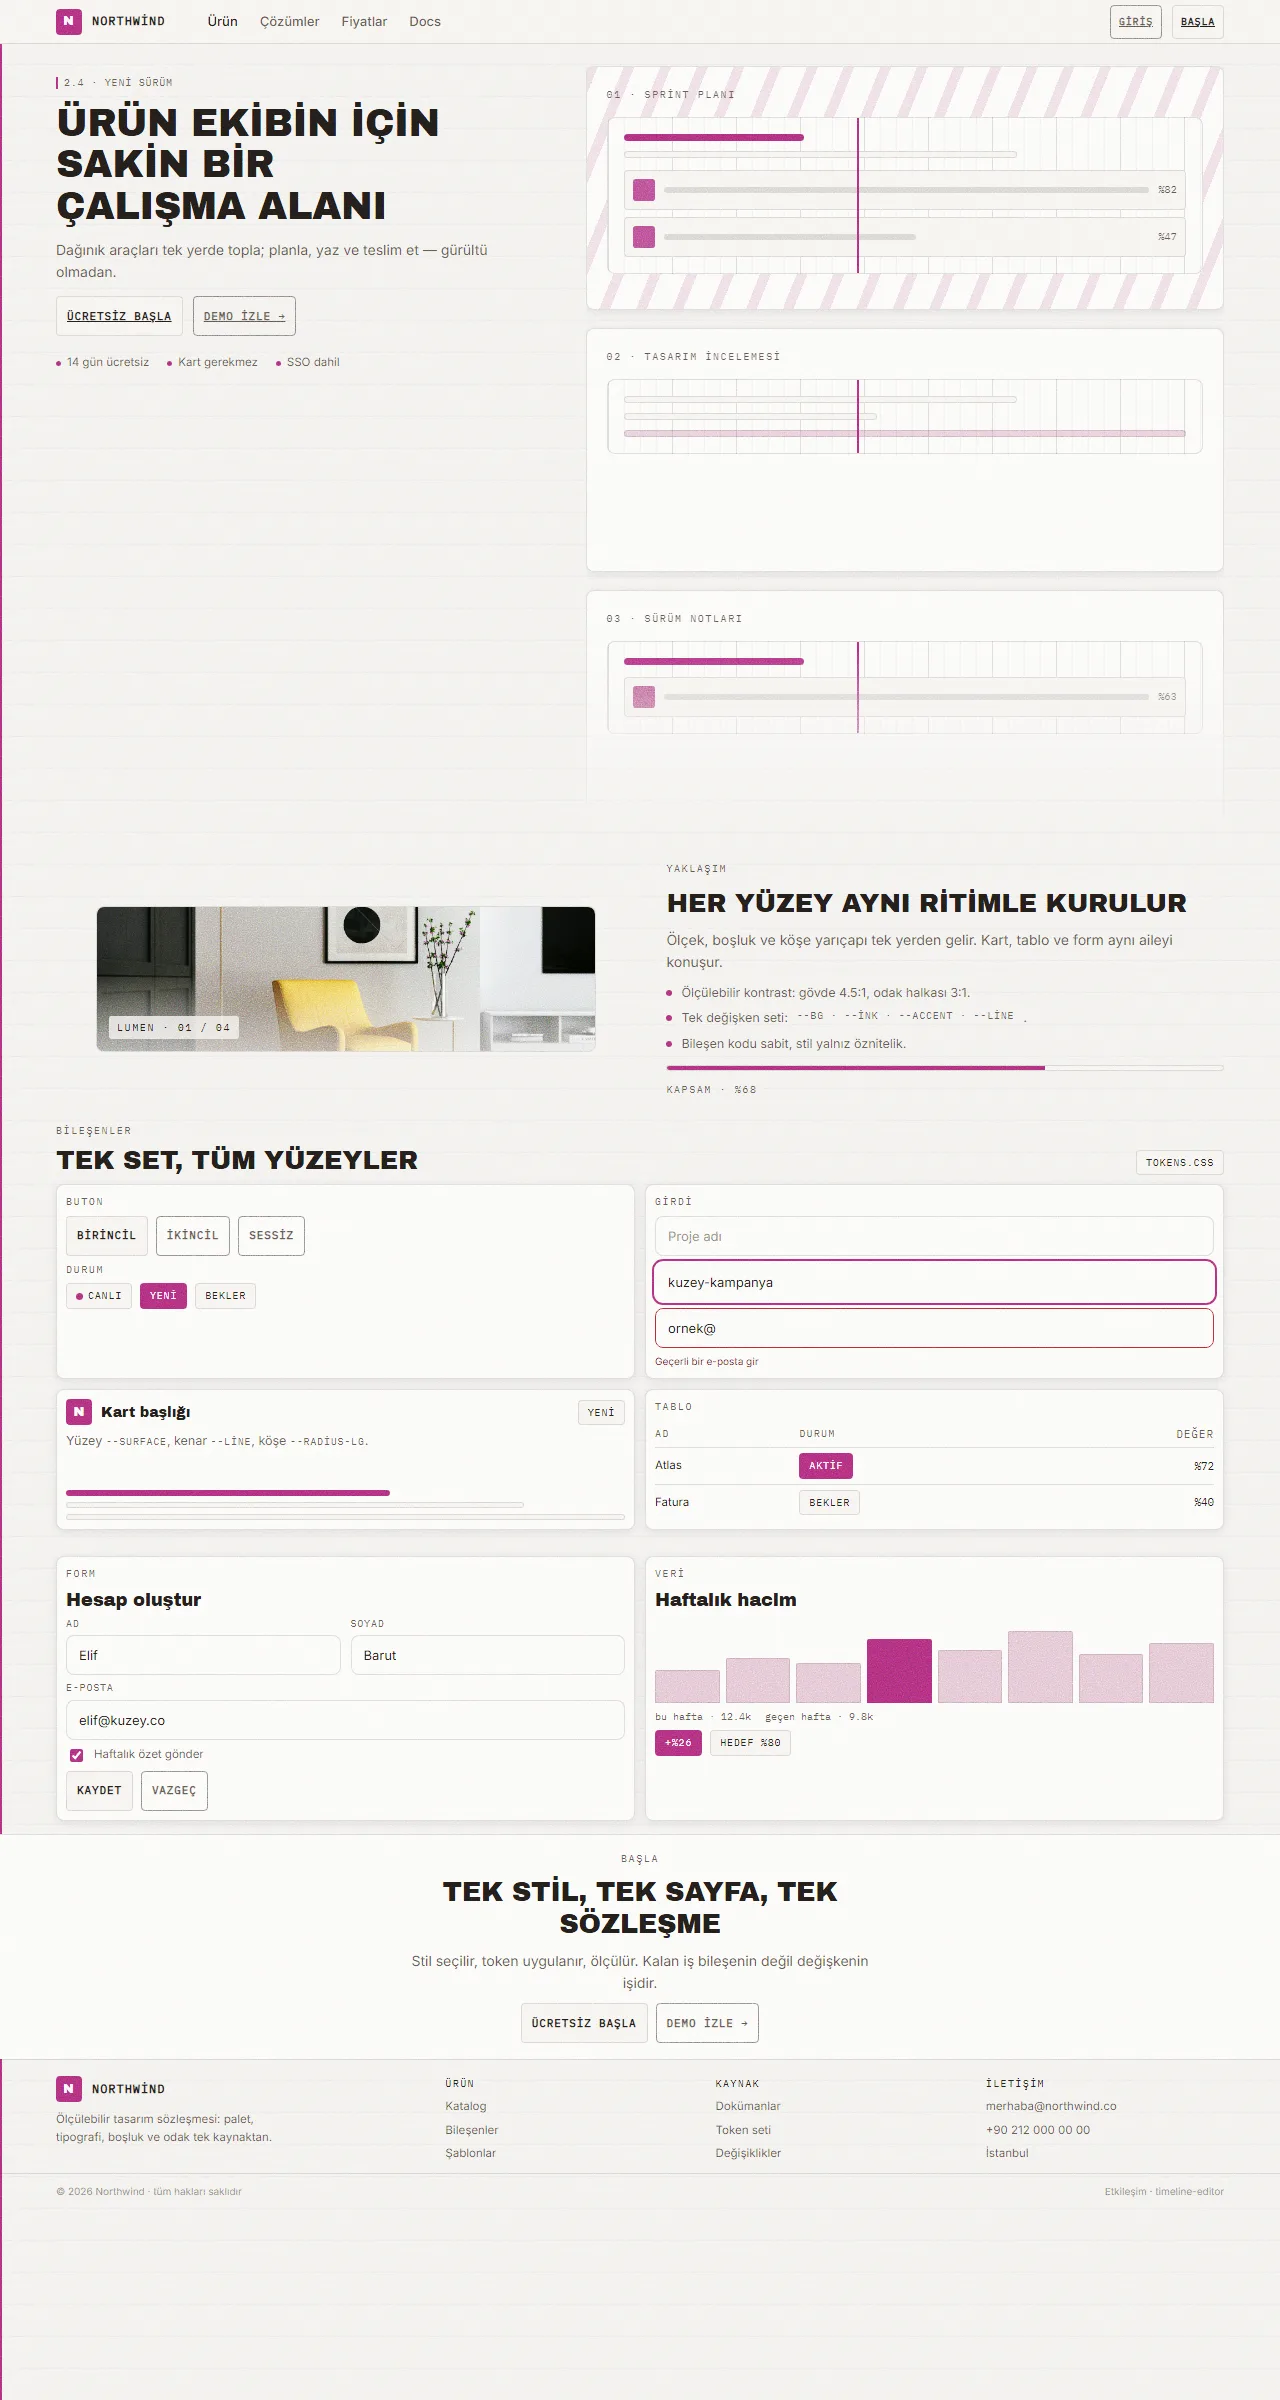 N NORTHWİND Ürün Çözümler Fiyatlar Docs GİRİŞ BAŞLA
2.4 · YENİ SÜRÜM
ÜRÜN EKİBİN İÇİN
SAKİN BİR
ÇALIŞMA ALANI
Dağınık araçları tek yerde topla; planla, yaz ve teslim et — gürültü
olmadan.
ÜCRETSİZ BAŞLA DEMO İZLE →
14 gün ücretsiz Kart gerekmez SSO dahil
01 · SPRİNT PLANI
%82
%47
02 · TASARIM İNCELEMESİ
03 · SÜRÜM NOTLARI
%63
LUMEN · 01 / 04
YAKLAŞIM
HER YÜZEY AYNI RİTİMLE KURULUR
Ölçek, boşluk ve köşe yarıçapı tek yerden gelir. Kart, tablo ve form aynı aileyi
konuşur.
Ölçülebilir kontrast: gövde 4.5:1, odak halkası 3:1.
Tek değişken seti: --BG · --İNK · --ACCENT · --LİNE .
Bileşen kodu sabit, stil yalnız öznitelik.
KAPSAM · %68
BİLEŞENLER
TEK SET, TÜM YÜZEYLER
TOKENS.CSS
BUTON
BİRİNCİL İKİNCİL SESSİZ
DURUM
CANLI YENİ BEKLER
GİRDİ
Proje adı
kuzey-kampanya
ornek@
Geçerli bir e-posta gir
N Kart başlığı YENİ
Yüzey --SURFACE, kenar --LİNE, köşe --RADİUS-LG.
TABLO
AD DURUM DEĞER
Atlas AKTİF %72
Fatura BEKLER %40
FORM
Hesap oluştur
AD SOYAD
Elif Barut
E-POSTA
elif@kuzey.co
Haftalık özet gönder
KAYDET VAZGEÇ
VERİ
Haftalık hacim
bu hafta · 12.4k geçen hafta · 9.8k
+%26 HEDEF %80
BAŞLA
TEK STİL, TEK SAYFA, TEK
SÖZLEŞME
Stil seçilir, token uygulanır, ölçülür. Kalan iş bileşenin değil değişkenin
işidir.
ÜCRETSİZ BAŞLA DEMO İZLE →
N NORTHWİND
Ölçülebilir tasarım sözleşmesi: palet,
tipografi, boşluk ve odak tek kaynaktan.
ÜRÜN
Katalog
Bileşenler
Şablonlar
KAYNAK
Dokümanlar
Token seti
Değişiklikler
İLETİŞİM
merhaba@northwind.co
+90 212 000 00 00
İstanbul
© 2026 Northwind · tüm hakları saklıdır
Etkileşim · timeline-editor